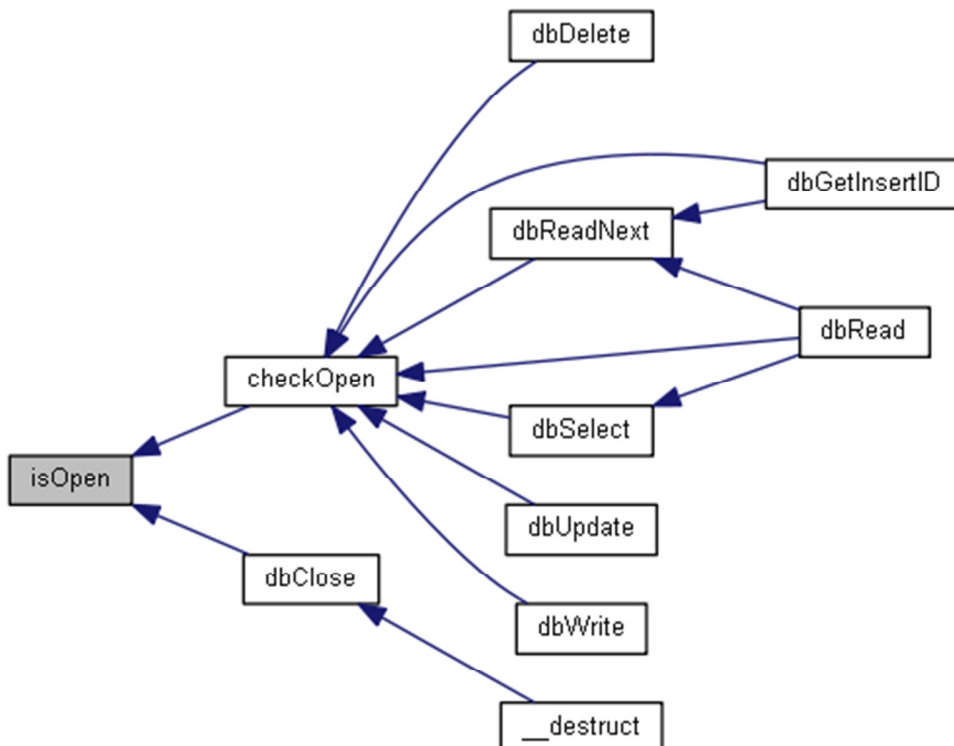 dbDelete
dbGetInsertID
dbReadNext
dbRead
checkOpen
dbSelect
isOpen
dbUpdate
dbClose
dbWrite
__destruct